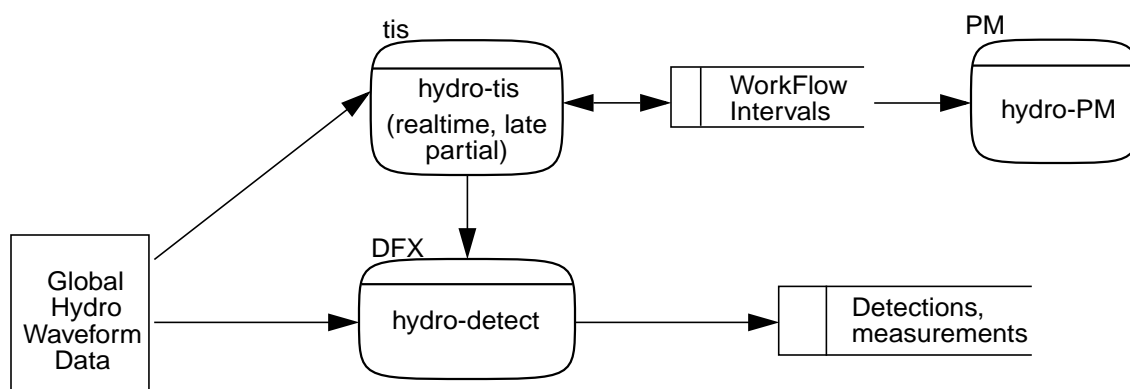 tis
hydro-tis
(realtime, late
partial)
WorkFlow
Intervals
PM
hydro-PM
Global
Hydro
Waveform
Data
DFX
hydro-detect
Detections,
measurements